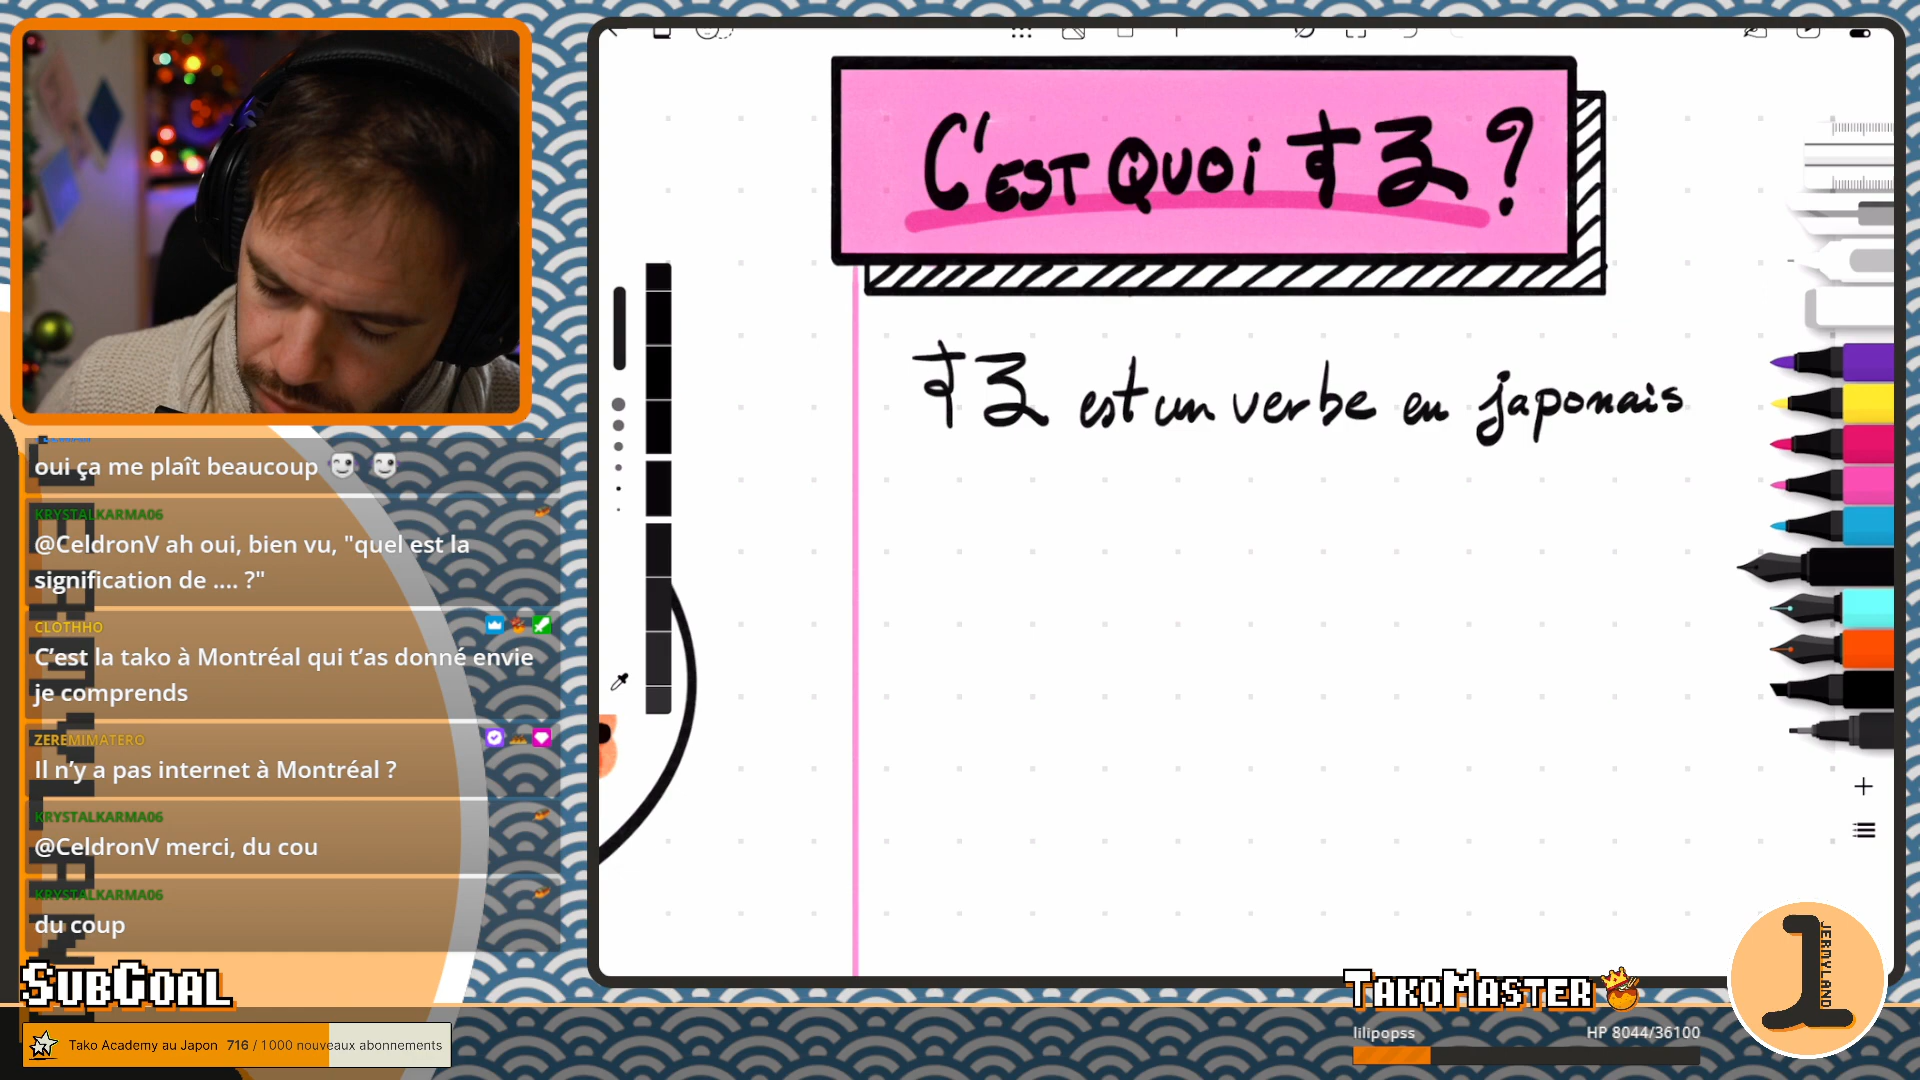 C'EST QUOI する ?
する est un verbe en japonais
oui ça me plaît beaucoup
KRYSTALKARMA06
@CeldronV ah oui, bien vu, "quel est la
signification de .... ?"
CLOTHHO
C'est la tako à Montréal qui t'as donné envie
je comprends
ZEREMIMATERO
Il n'y a pas internet à Montréal ?
KRYSTALKARMA06
@CeldronV merci, du cou
KRYSTALKARMA06
du coup
SUBGOAL
Tako Academy au Japon 716 / 1000 nouveaux abonnements
TAKOMASTER
lilipopss HP 8044/36100
JEREMYLAND